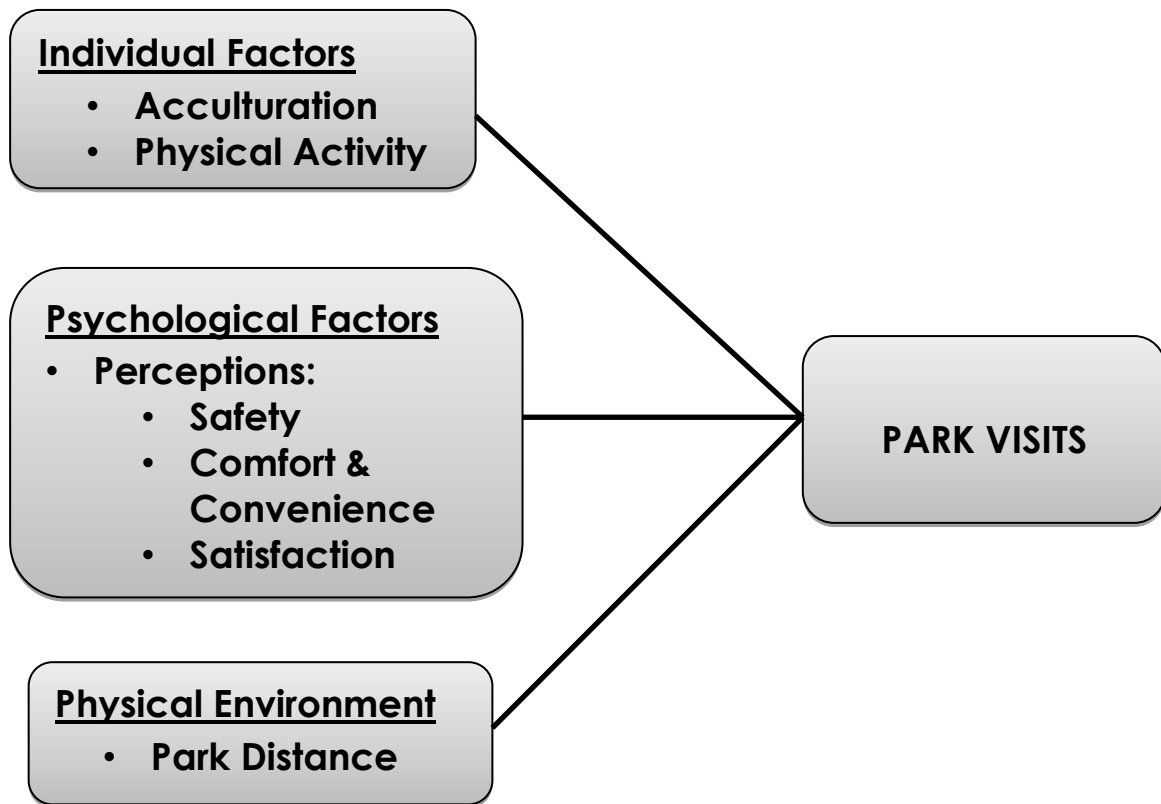 Individual Factors
• Acculturation
• Physical Activity
Psychological Factors
• Perceptions:
• Safety
• Comfort &
Convenience
• Satisfaction
PARK VISITS
Physical Environment
• Park Distance